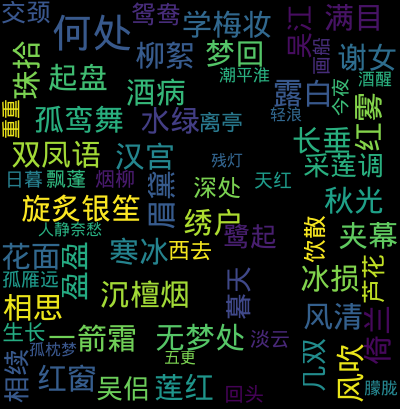 交颈
鸳鸯
学梅妆
吴江
满目
何处
柳絮
梦回
画船
谢女
珠拾
起盘
潮平淮
酒醒
酒病
露
今夜
重重
孤鸾舞
水绿
离亭
轻浪
红雾
双凤语
汉宫
残灯
长垂
采莲调
日暮
飘蓬
烟柳
眉黛
深处
天红
秋光
旋炙银笙
人静奈愁
绣户
鹭起
饮散
夹幕
花面
盈盈
寒冰
西去
孤雁远
沉檀烟
暮天
冰损
芦花
相思
风清
倚兰
生长
一箭霜
无梦处
淡云
孤枕梦
五更
几双
风吹
相续
红窗
吴侣
莲红
回头
朦胧